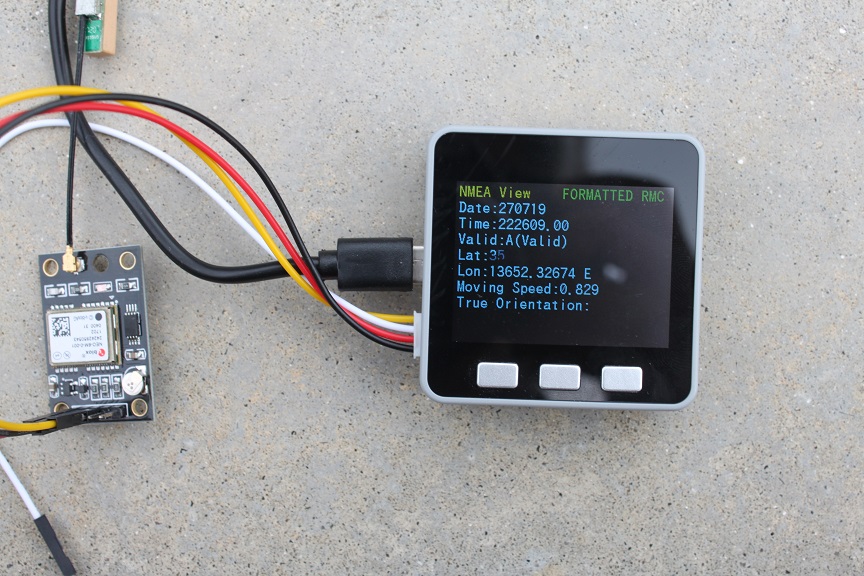 NMEA View FORMATTED RMC
Date:270719
Time:222609.00
Valid:A(Valid)
Lat:35
Lon:13652.32674 E
Moving Speed:0.829
True Orientation: